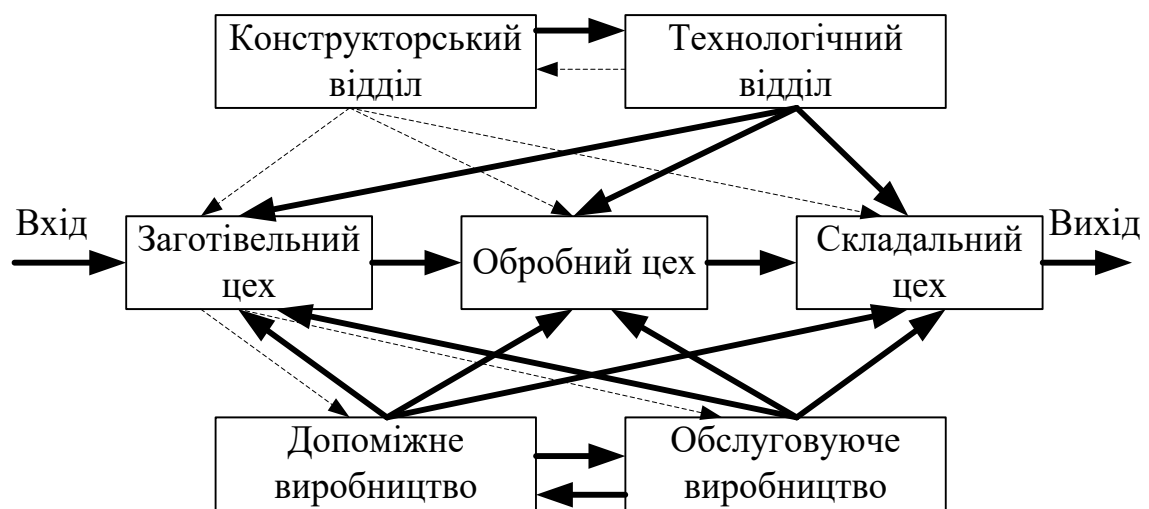 Конструкторський
відділ
Технологічний
відділ
Вхід
Заготівельний
цех
Обробний цех
Складальний
цех
Вихід
Допоміжне
виробництво
Обслуговуюче
виробництво